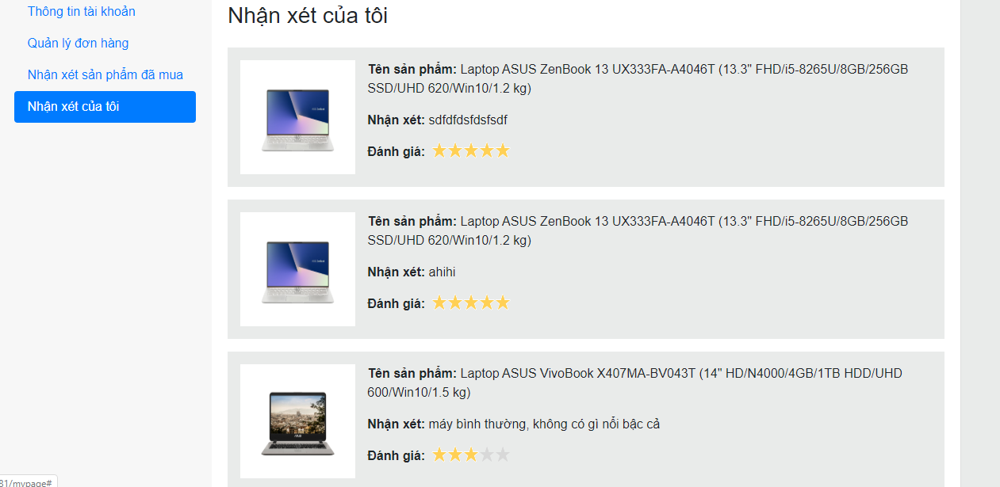 Thông tin tài khoản
Quản lý đơn hàng
Nhận xét sản phẩm đã mua
Nhận xét của tôi
Nhận xét của tôi
Tên sản phẩm: Laptop ASUS ZenBook 13 UX333FA-A4046T (13.3" FHD/i5-8265U/8GB/256GB
SSD/UHD 620/Win10/1.2 kg)
Nhận xét: sdfdfdsfdsfsdf
Đánh giá:
Tên sản phẩm: Laptop ASUS ZenBook 13 UX333FA-A4046T (13.3" FHD/i5-8265U/8GB/256GB
SSD/UHD 620/Win10/1.2 kg)
Nhận xét: ahihi
Đánh giá:
Tên sản phẩm: Laptop ASUS VivoBook X407MA-BV043T (14" HD/N4000/4GB/1TB HDD/UHD
600/Win10/1.5 kg)
Nhận xét: máy bình thường, không có gì nổi bậc cả
Đánh giá:
81/mypage#